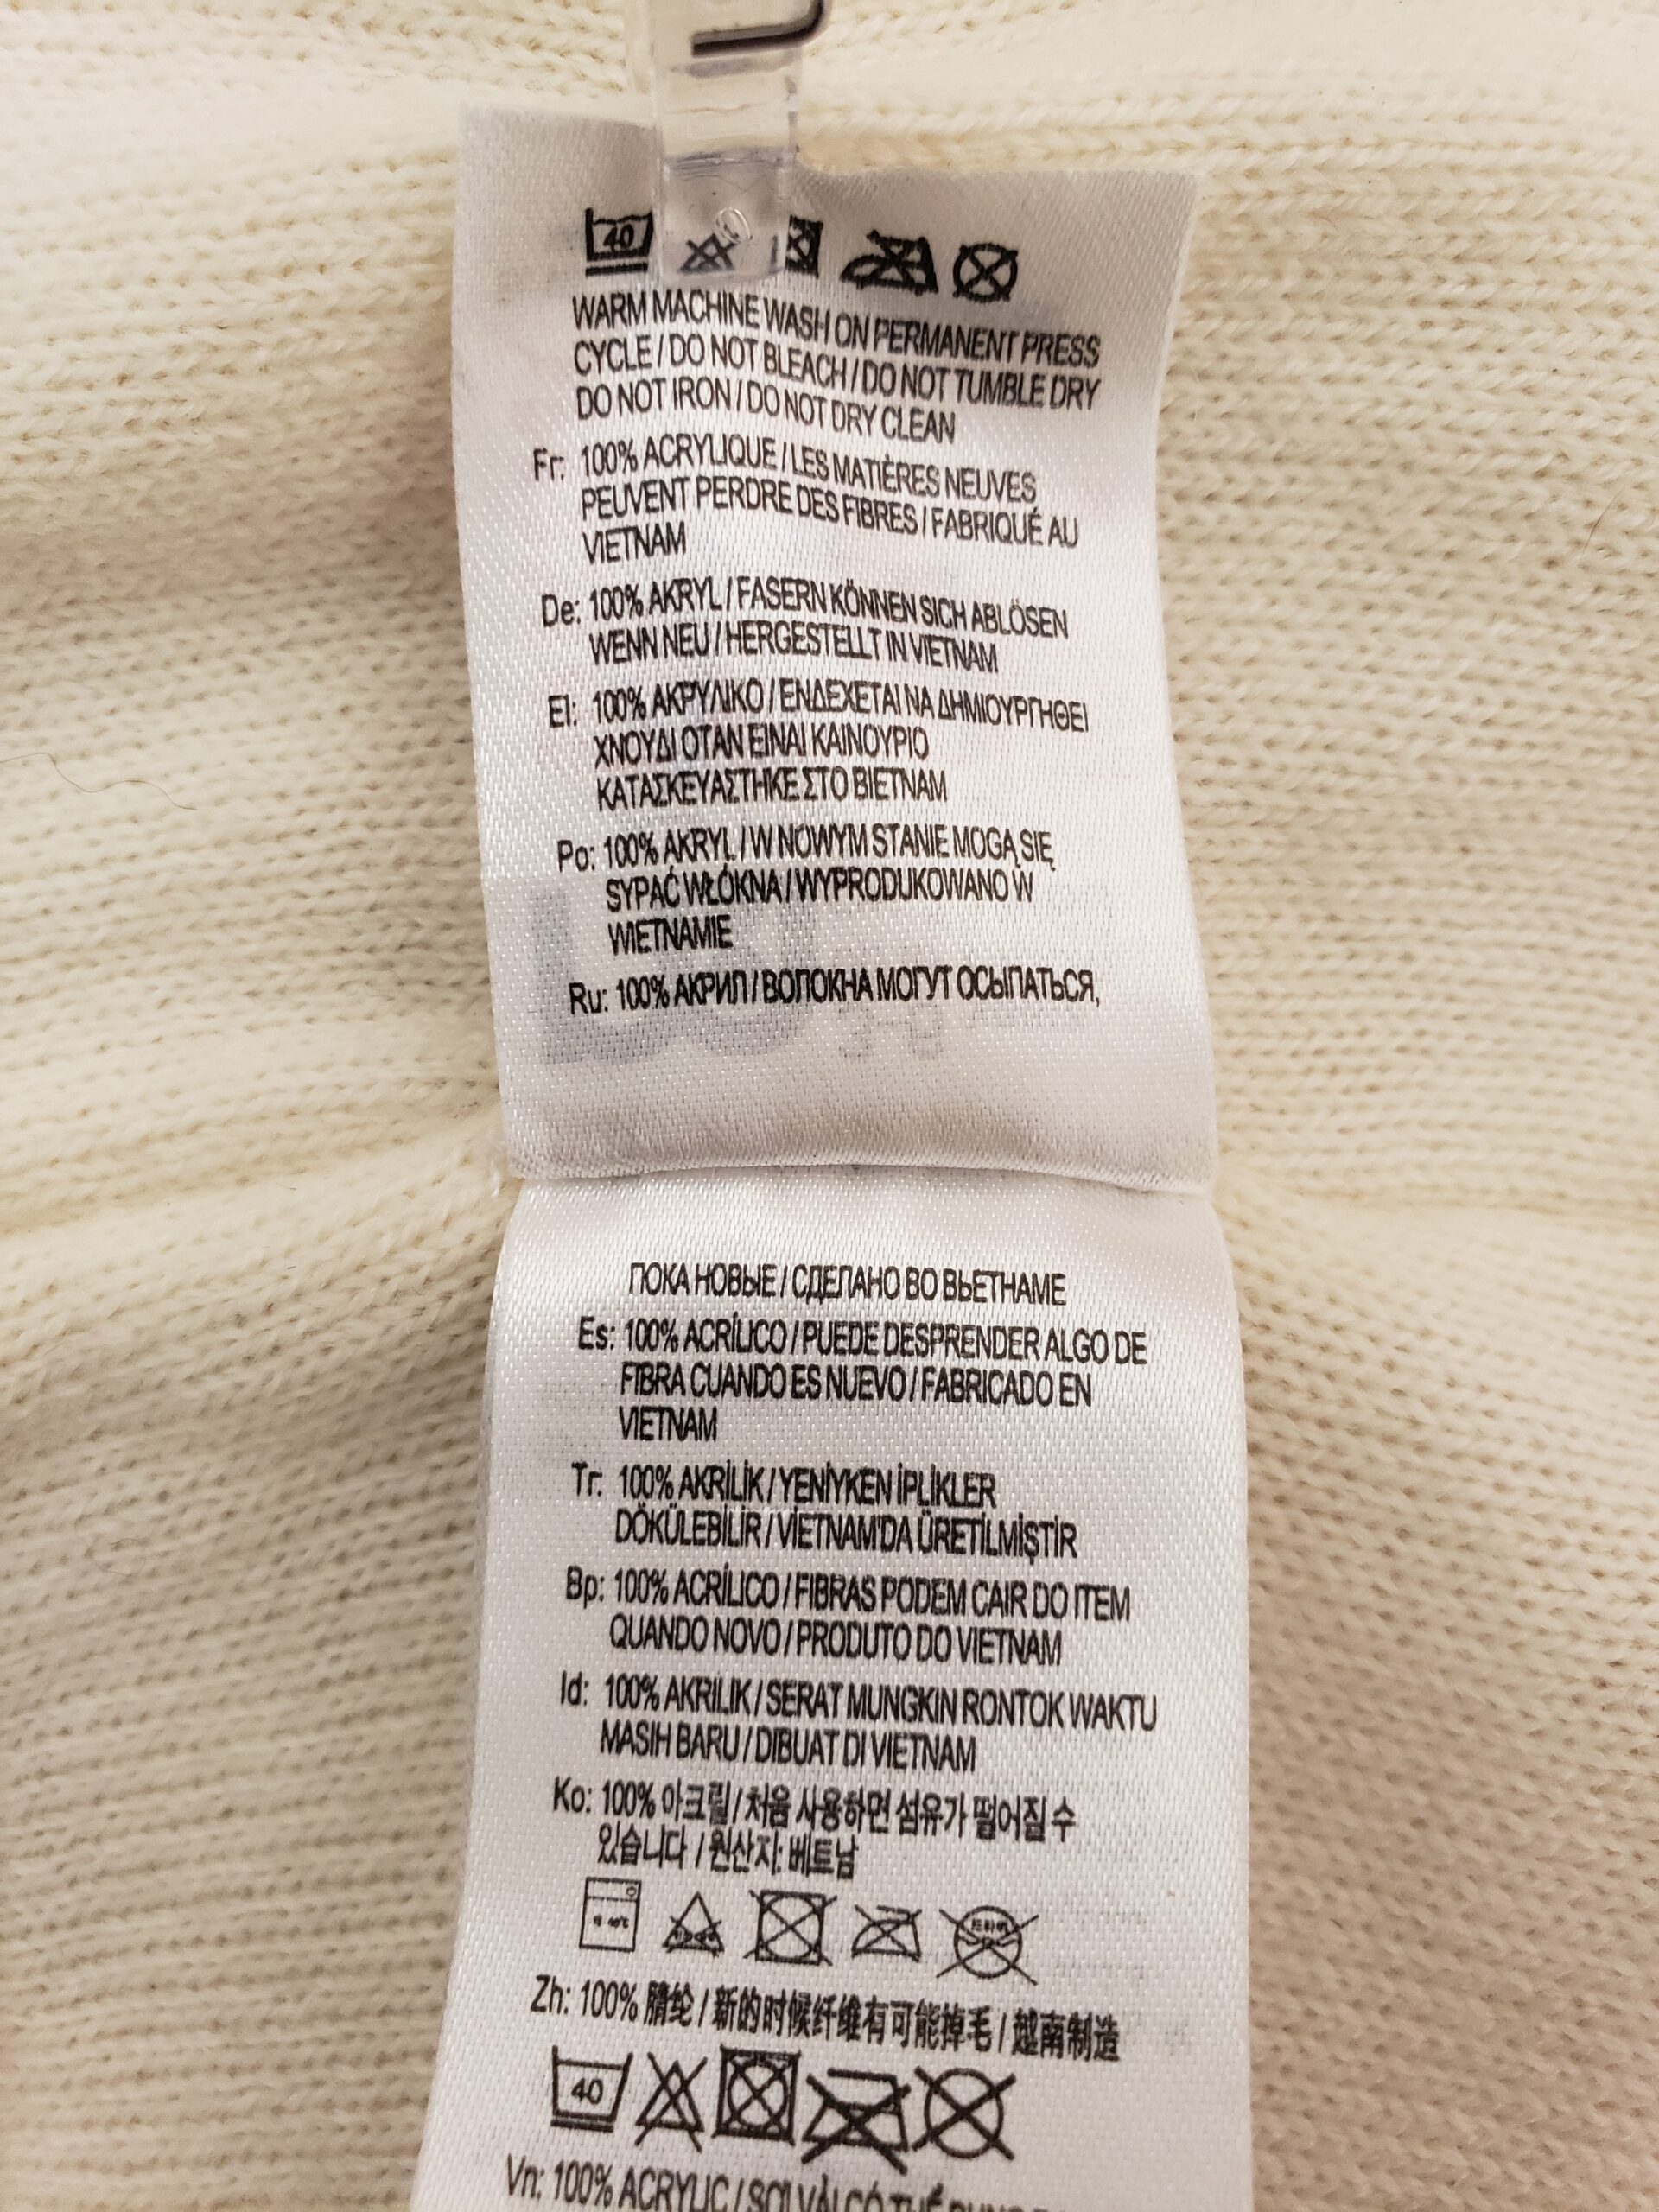 40
WARM MACHINE WASH ON PERMANENT PRESS
CYCLE / DO NOT BLEACH / DO NOT TUMBLE DRY
DO NOT IRON / DO NOT DRY CLEAN
Fr: 100% ACRYLIQUE / LES MATIÈRES NEUVES
PEUVENT PERDRE DES FIBRES / FABRIQUÉ AU
VIETNAM
De: 100% AKRYL / FASERN KÖNNEN SICH ABLÖSEN
WENN NEU / HERGESTELLT IN VIETNAM
El: 100% ΑΚΡΥΛΙΚΟ / ΕΝΔΕΧΕΤΑΙ ΝΑ ΔΗΜΙΟΥΡΓΗΘΕΙ
ΧΝΟΥΔΙ ΟΤΑΝ ΕΙΝΑΙ ΚΑΙΝΟΥΡΙΟ
ΚΑΤΑΣΚΕΥΑΣΤΗΚΕ ΣΤΟ ΒΙΕΤΝΑΜ
Po: 100% AKRYL / W NOWYM STANIE MOGĄ SIĘ
SYPAĆ WŁÓKNA / WYPRODUKOWANO W
WIETNAMIE
Ru: 100% АКРИЛ / ВОЛОКНА МОГУТ ОСЫПАТЬСЯ,
ПОКА НОВЫЕ / СДЕЛАНО ВО ВЬЕТНАМЕ
Es: 100% ACRÍLICO / PUEDE DESPRENDER ALGO DE
FIBRA CUANDO ES NUEVO / FABRICADO EN
VIETNAM
Tr: 100% AKRİLİK / YENİYKEN İPLİKLER
DÖKÜLEBİLİR / VİETNAM'DA ÜRETİLMİŞTİR
Bp: 100% ACRÍLICO / FIBRAS PODEM CAIR DO ITEM
QUANDO NOVO / PRODUTO DO VIETNAM
Id: 100% AKRILIK / SERAT MUNGKIN RONTOK WAKTU
MASIH BARU / DIBUAT DI VIETNAM
Ko: 100% 아크릴 / 처음 사용하면 섬유가 떨어질 수
있습니다 / 원산지: 베트남
Zh: 100% 腈纶 / 新的时候纤维有可能掉毛 / 越南制造
40
Vn: 100% ACRYLIC /